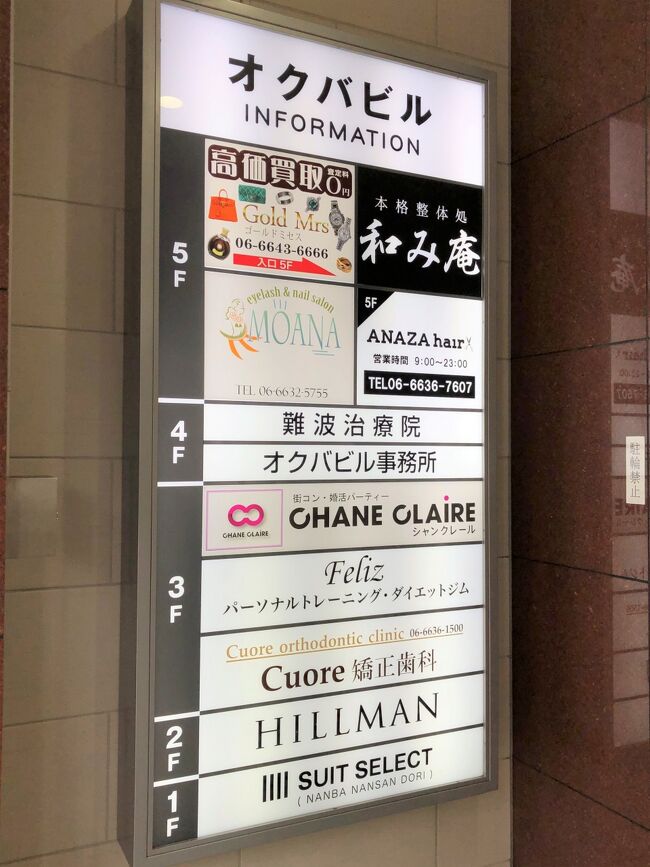 オクバビル
INFORMATION
5F
高価買取 査定料0円
Gold Mrs
ゴールドミセス
06-6643-6666
入口 5F
本格整体処
和み庵
eyelash & nail salon
MOANA
TEL 06-6632-5755
5F
ANAZA hair
営業時間 9:00〜23:00
TEL06-6636-7607
4F
難波治療院
オクバビル事務所
3F
CHANE CLAIRE
街コン・婚活パーティー
CHANE CLAIRE
シャンクレール
Feliz
パーソナルトレーニング・ダイエットジム
Cuore orthodontic clinic 06-6636-1500
Cuore 矯正歯科
2F
HILLMAN
1F
SUIT SELECT
( NANBA NANSAN DORI )
駐輪禁止